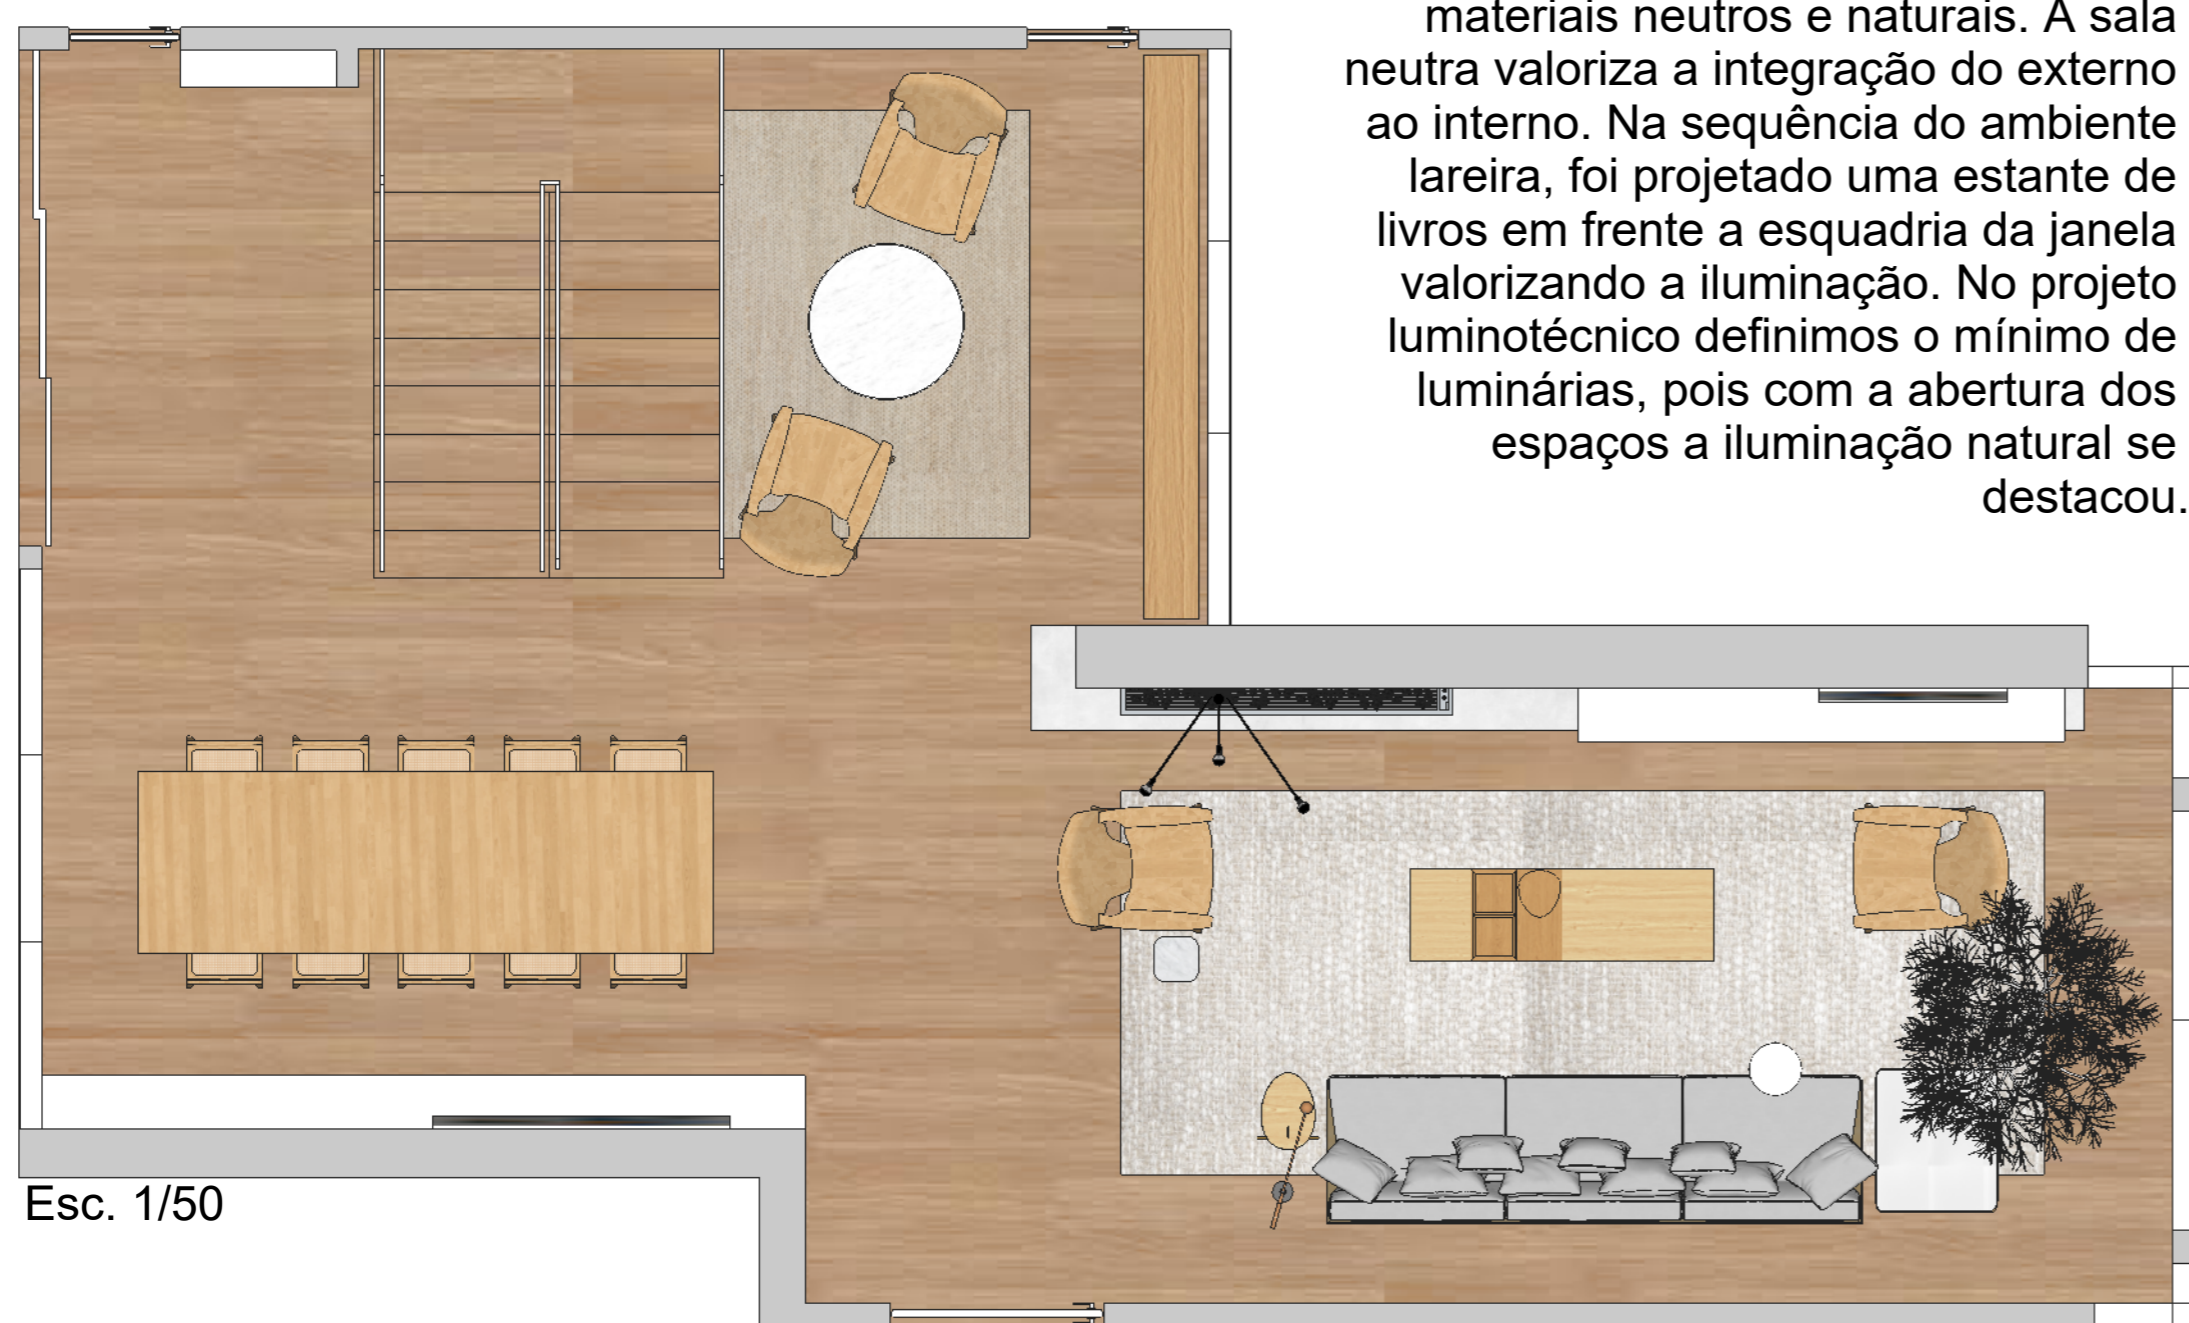 materiais neutros e naturais. A sala
neutra valoriza a integração do externo
ao interno. Na sequência do ambiente
lareira, foi projetado uma estante de
livros em frente a esquadria da janela
valorizando a iluminação. No projeto
luminotécnico definimos o mínimo de
luminárias, pois com a abertura dos
espaços a iluminação natural se
destacou.
Esc. 1/50